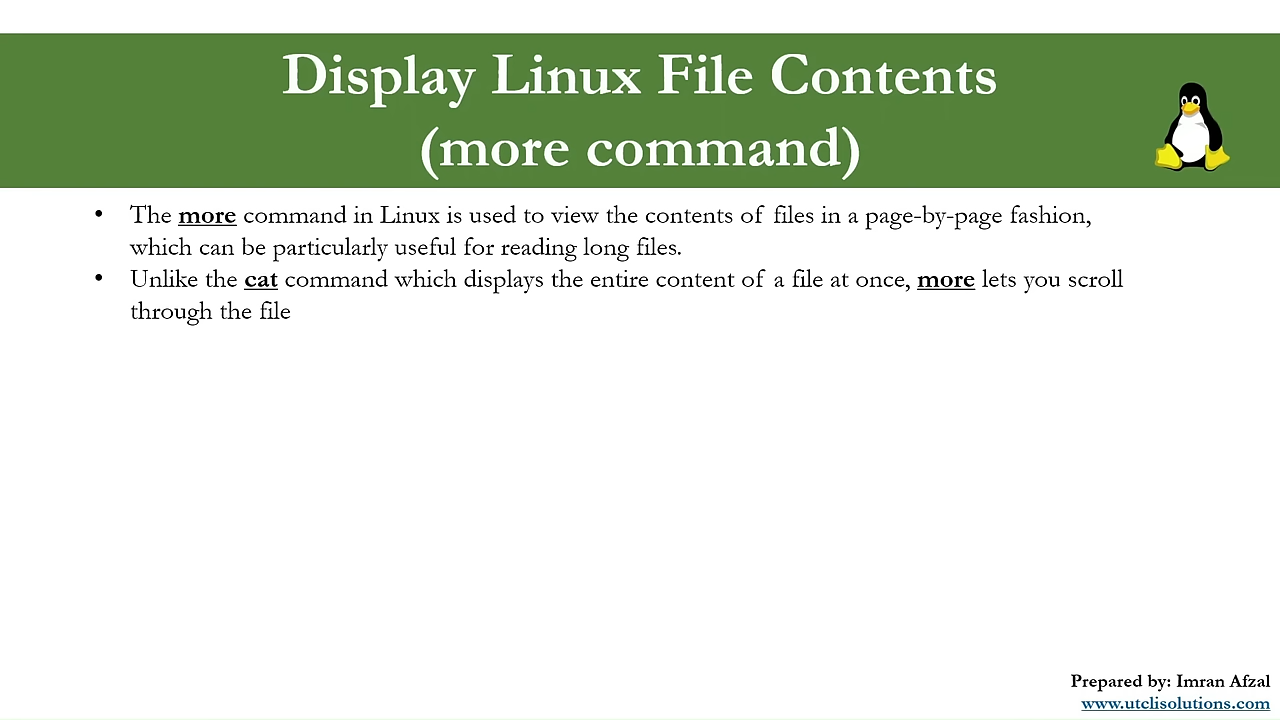 Display Linux File Contents
(more command)
• The more command in Linux is used to view the contents of files in a page-by-page fashion,
which can be particularly useful for reading long files.
• Unlike the cat command which displays the entire content of a file at once, more lets you scroll
through the file
Prepared by: Imran Afzal
www.utclisolutions.com